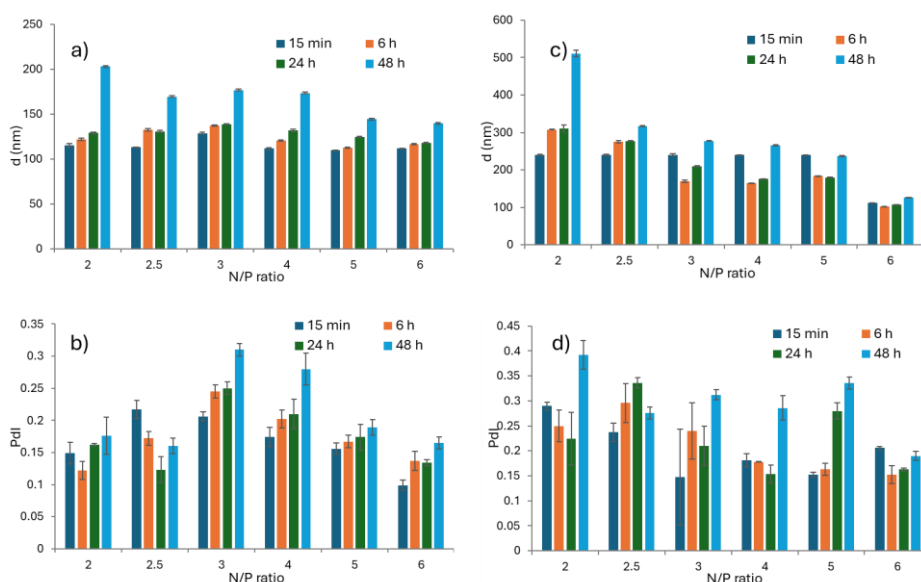 a)
15 min 6 h
24 h 48 h
d (nm)
250
200
150
100
50
0
2 2.5 3 4 5 6
N/P ratio
c)
15 min 6 h
24 h 48 h
d (nm)
600
500
400
300
200
100
0
2 2.5 3 4 5 6
N/P ratio
b)
15 min 6 h
24 h 48 h
PdI
0.35
0.3
0.25
0.2
0.15
0.1
0.05
0
2 2.5 3 4 5 6
N/P ratio
d)
15 min 6 h
24 h 48 h
PdI
0.45
0.4
0.35
0.3
0.25
0.2
0.15
0.1
0.05
0
2 2.5 3 4 5 6
N/P ratio